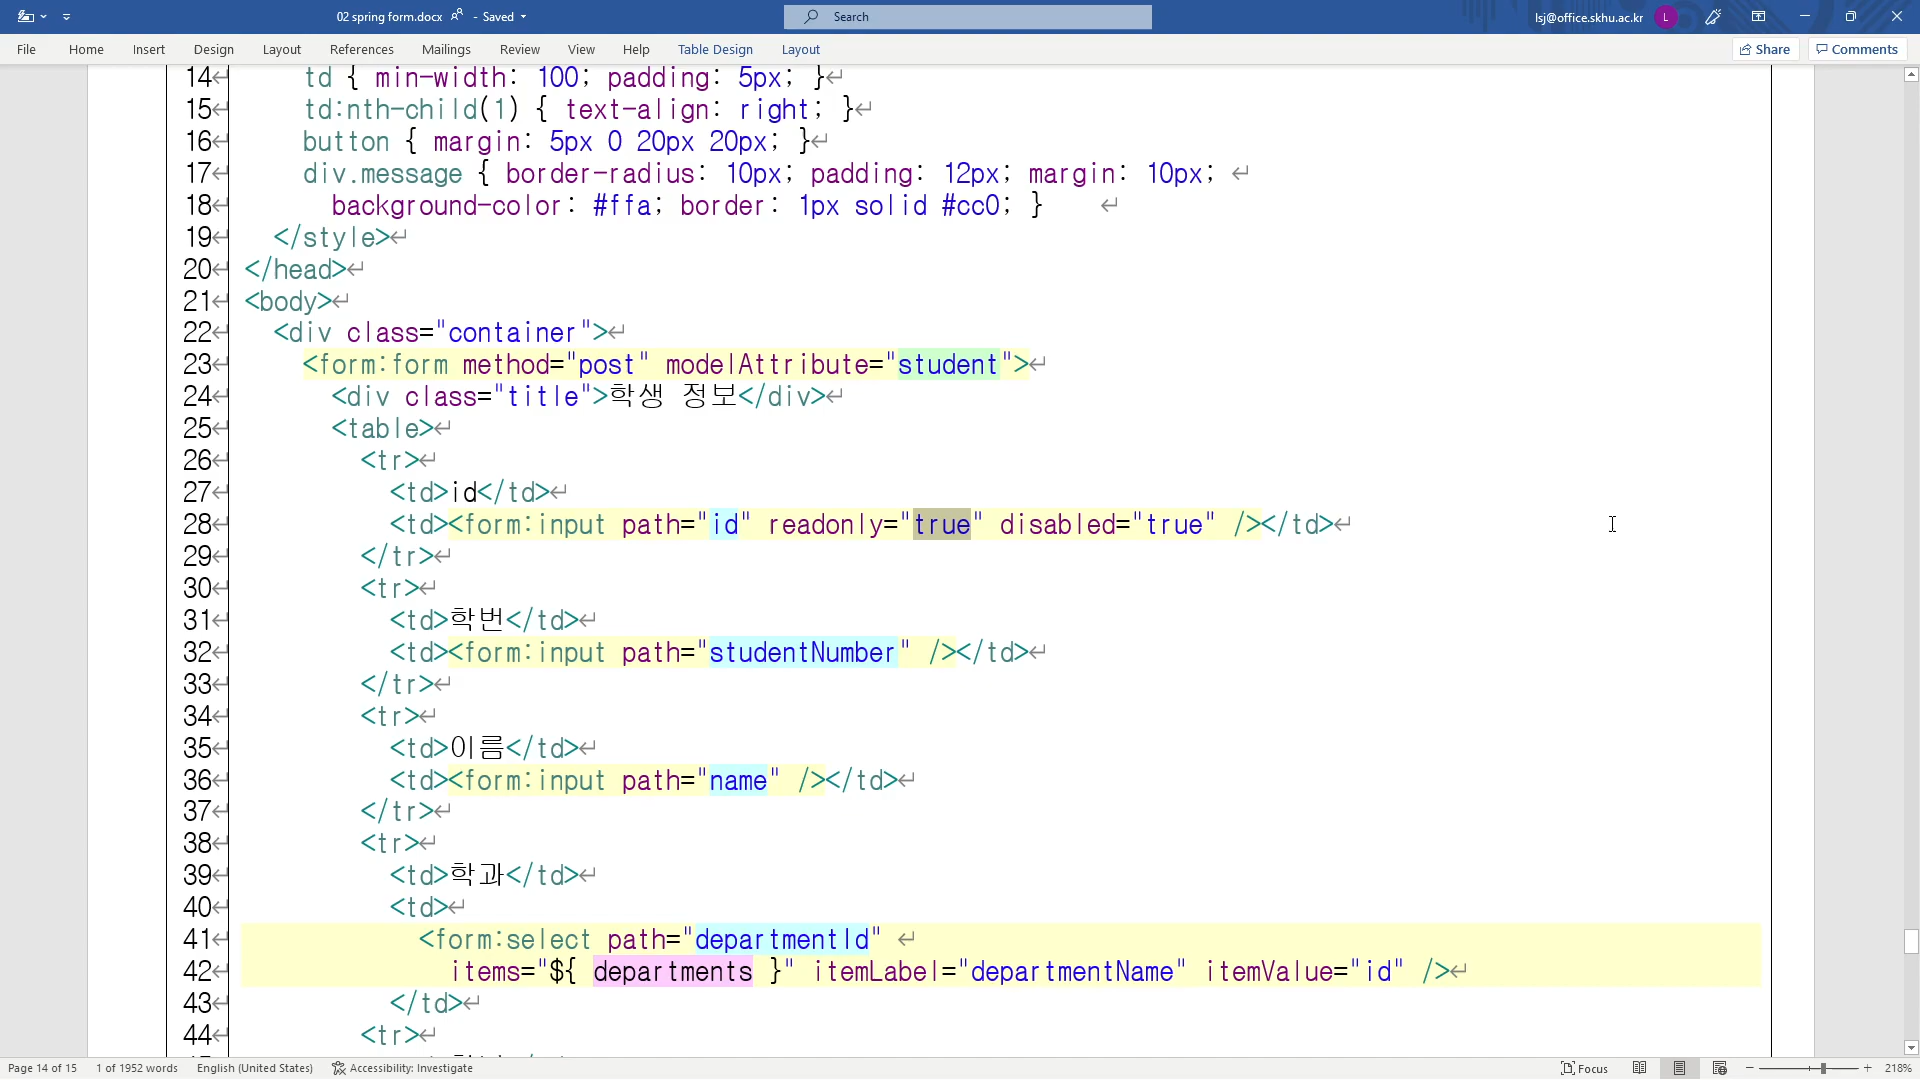 02 spring form.docx - Saved
Search
lsj@office.skhu.ac.kr L
File Home Insert Design Layout References Mailings Review View Help Table Design Layout Share Comments
14 td { min-width: 100; padding: 5px; }
15 td:nth-child(1) { text-align: right; }
16 button { margin: 5px 0 20px 20px; }
17 div.message { border-radius: 10px; padding: 12px; margin: 10px;
18 background-color: #ffa; border: 1px solid #cc0; }
19 </style>
20 </head>
21 <body>
22 <div class="container">
23 <form:form method="post" modelAttribute="student">
24 <div class="title">학생 정보</div>
25 <table>
26 <tr>
27 <td>id</td>
28 <td><form:input path="id" readonly="true" disabled="true" /></td>
29 </tr>
30 <tr>
31 <td>학번</td>
32 <td><form:input path="studentNumber" /></td>
33 </tr>
34 <tr>
35 <td>이름</td>
36 <td><form:input path="name" /></td>
37 </tr>
38 <tr>
39 <td>학과</td>
40 <td>
41 <form:select path="departmentId"
42 items="${ departments }" itemLabel="departmentName" itemValue="id" />
43 </td>
44 <tr>
Page 14 of 15 1 of 1952 words English (United States) Accessibility: Investigate Focus 218%